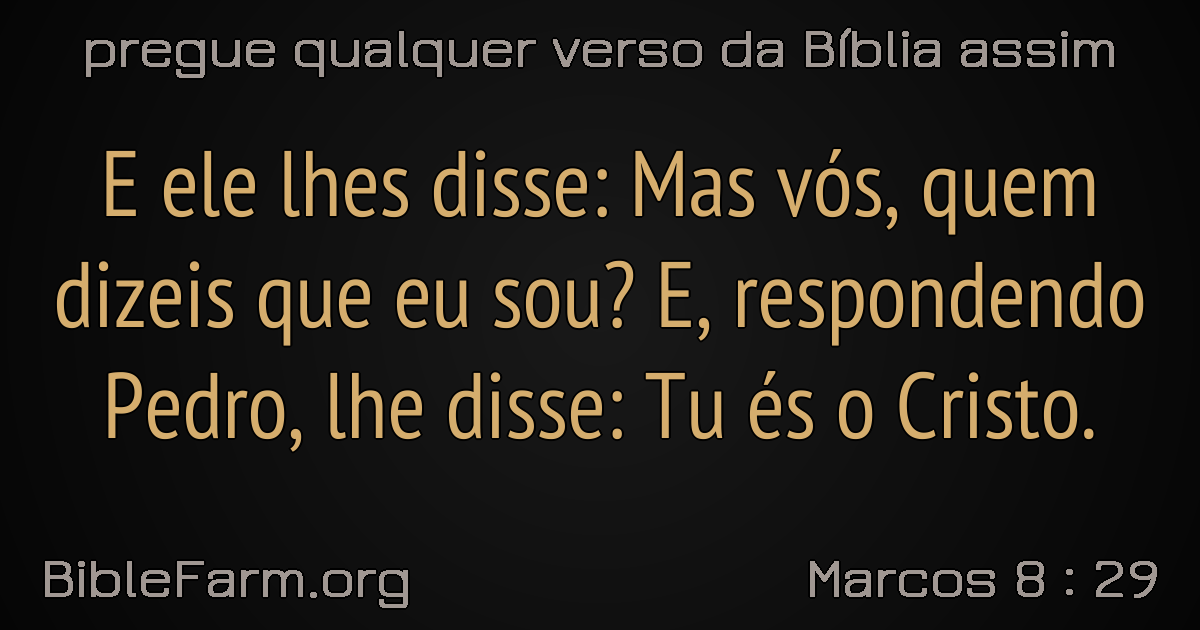 pregue qualquer verso da Bíblia assim
E ele lhes disse: Mas vós, quem
dizeis que eu sou? E, respondendo
Pedro, lhe disse: Tu és o Cristo.
BibleFarm.org
Marcos 8 : 29